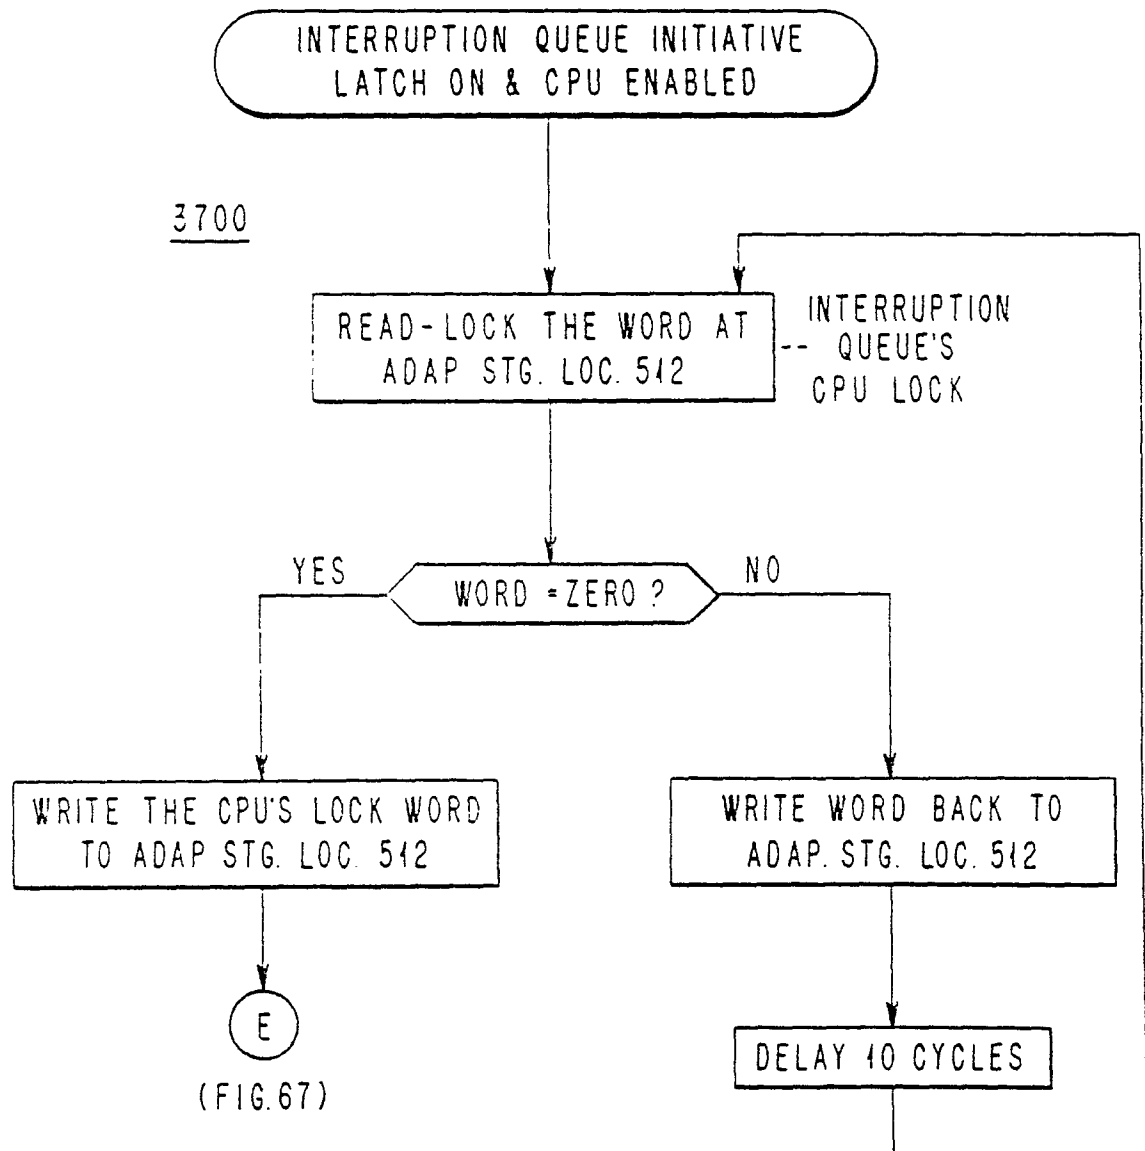 INTERRUPTION QUEUE INITIATIVE
LATCH ON & CPU ENABLED
3700
READ-LOCK THE WORD AT
ADAP STG. LOC. 512
-- INTERRUPTION
QUEUE'S
CPU LOCK
WORD = ZERO ?
YES
NO
WRITE THE CPU'S LOCK WORD
TO ADAP STG. LOC. 512
WRITE WORD BACK TO
ADAP. STG. LOC. 512
E
(FIG. 67)
DELAY 10 CYCLES